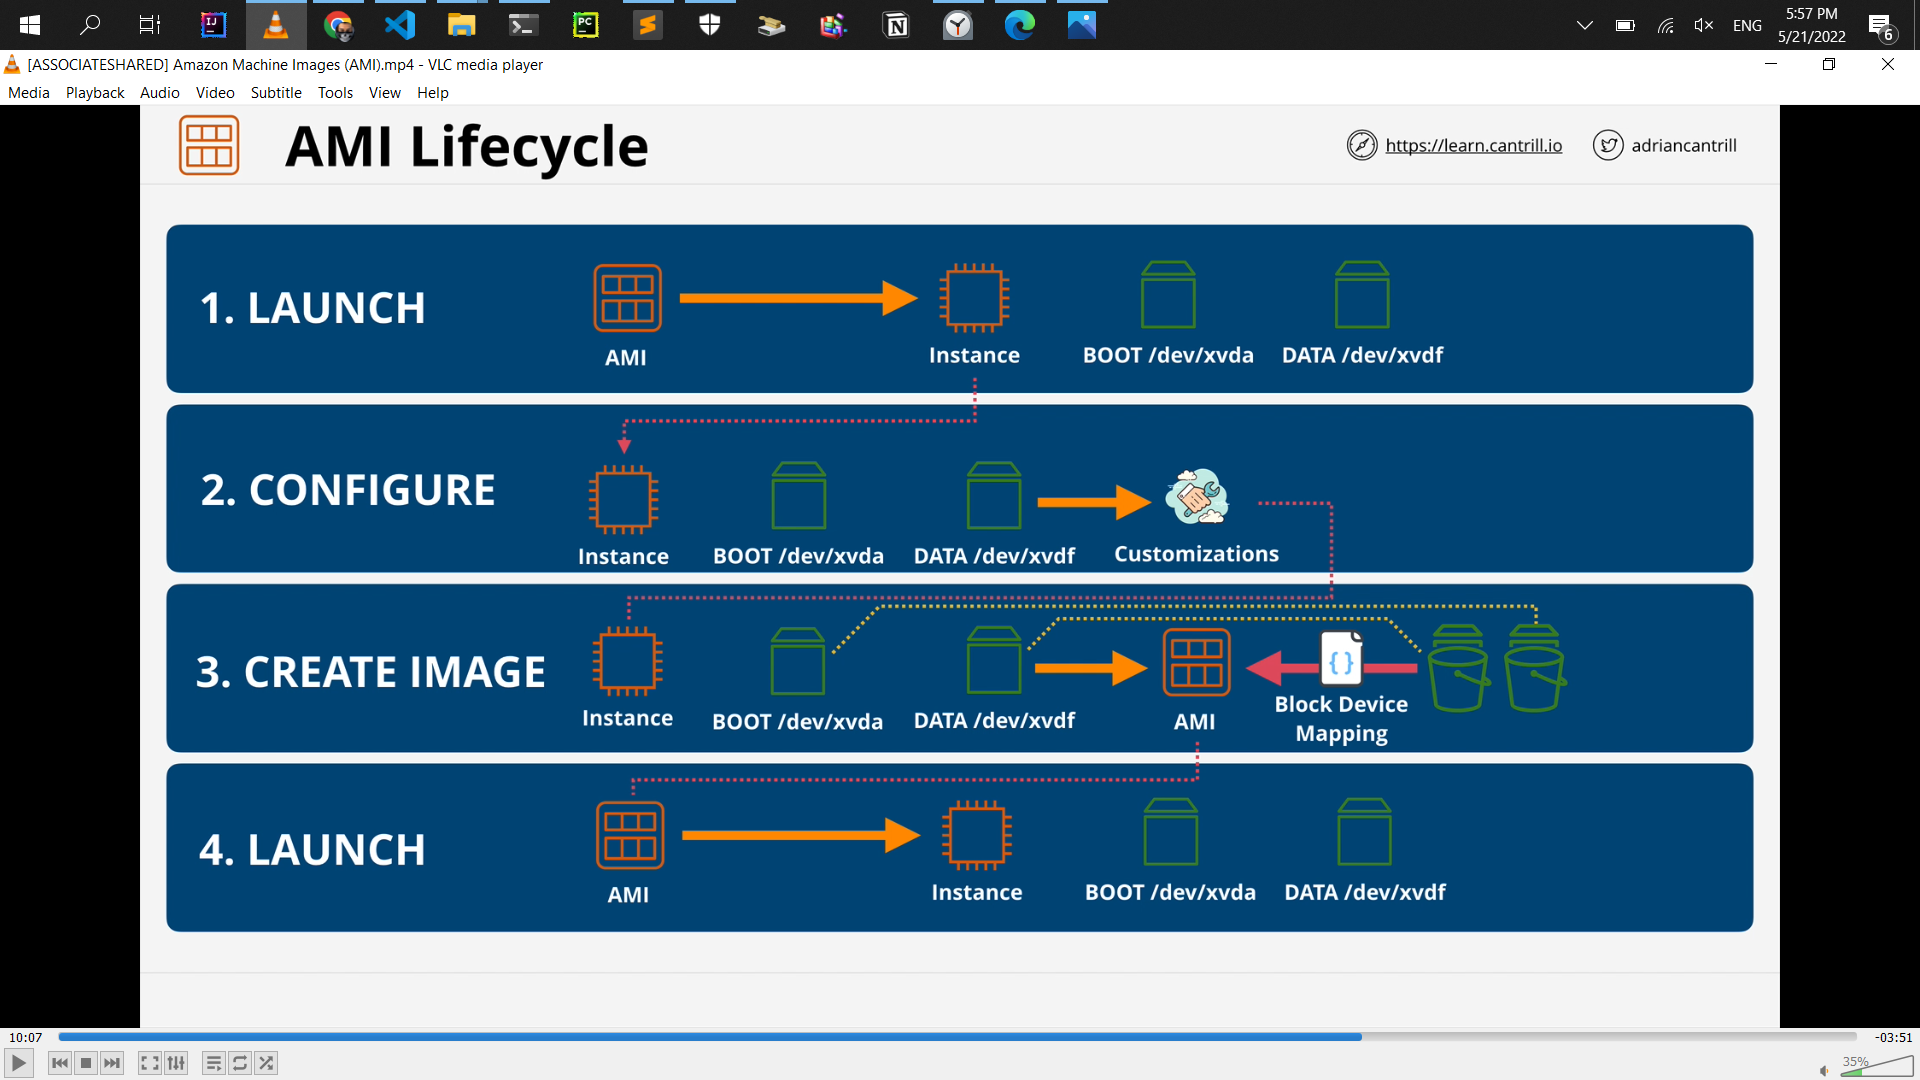 ENG
5:57 PM
5/21/2022
6
[ASSOCIATESHARED] Amazon Machine Images (AMI).mp4 - VLC media player
Media Playback Audio Video Subtitle Tools View Help
AMI Lifecycle
https://learn.cantrill.io
adriancantrill
1. LAUNCH
AMI
Instance
BOOT /dev/xvda
DATA /dev/xvdf
2. CONFIGURE
Instance
BOOT /dev/xvda
DATA /dev/xvdf
Customizations
3. CREATE IMAGE
Instance
BOOT /dev/xvda
DATA /dev/xvdf
AMI
{ }
Block Device
Mapping
4. LAUNCH
AMI
Instance
BOOT /dev/xvda
DATA /dev/xvdf
10:07
-03:51
35%